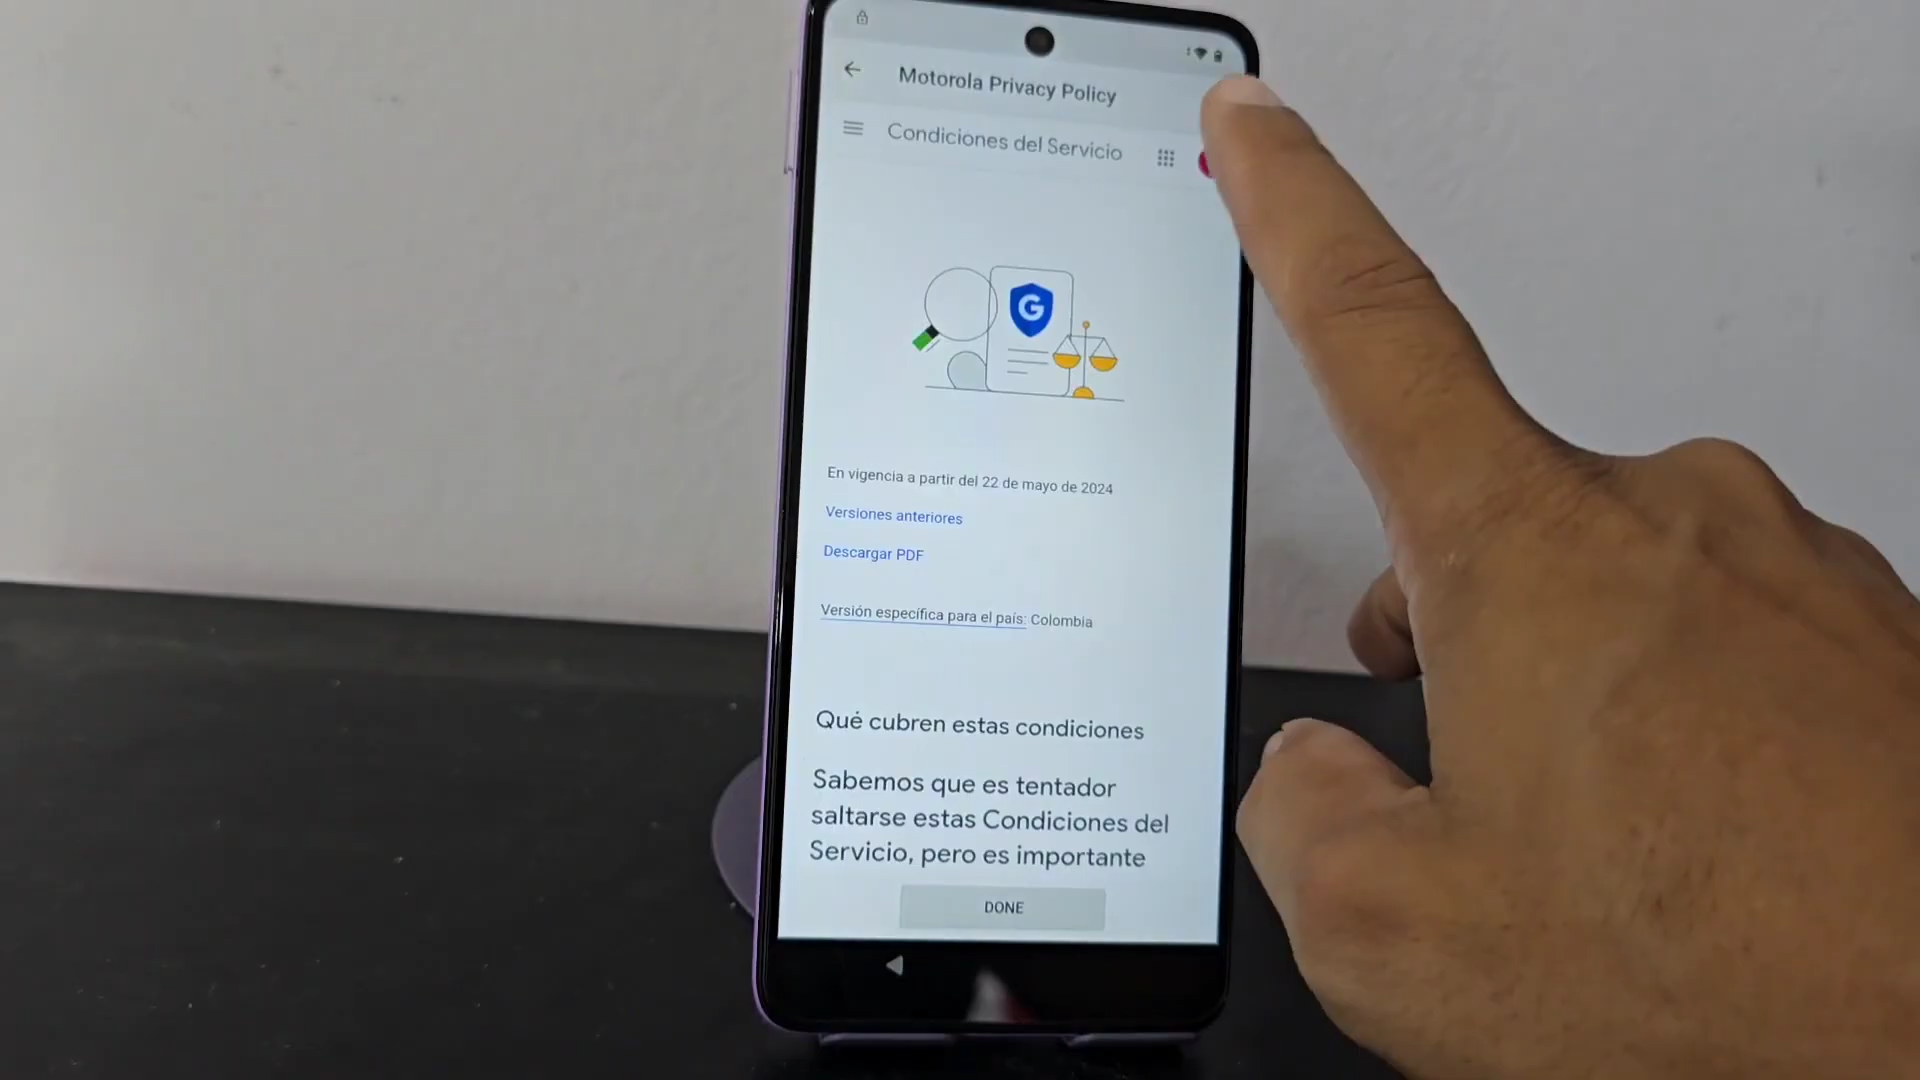 Motorola Privacy Policy
Condiciones del Servicio
G
En vigencia a partir del 22 de mayo de 2024
Versiones anteriores
Descargar PDF
Versión específica para el país: Colombia
Qué cubren estas condiciones
Sabemos que es tentador
saltarse estas Condiciones del
Servicio, pero es importante
DONE